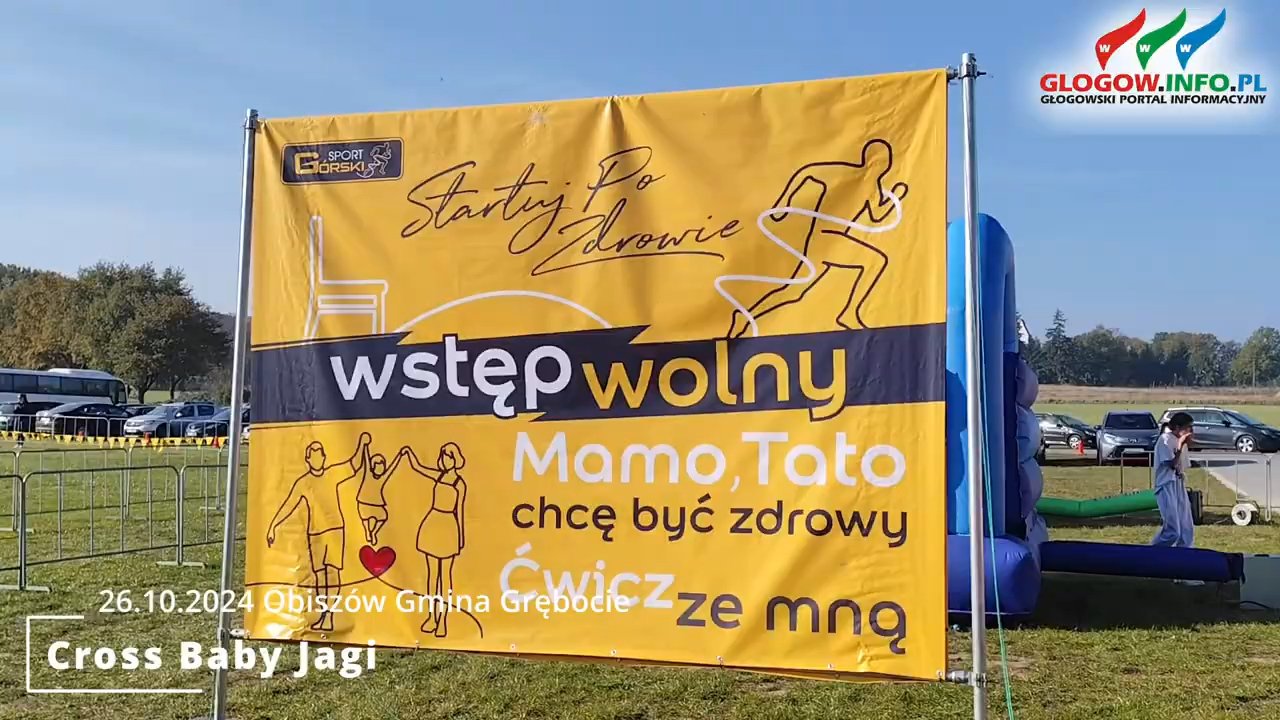 W W W
GLOGOW.INFO.PL
GŁOGOWSKI PORTAL INFORMACYJNY
SPORT
GÓRSKI
Startuj Po
Zdrowie
wstęp wolny
Mamo, Tato
chcę być zdrowy
Ćwicz ze mną
26.10.2024 Obiszów Gmina Grębocie
Cross Baby Jagi